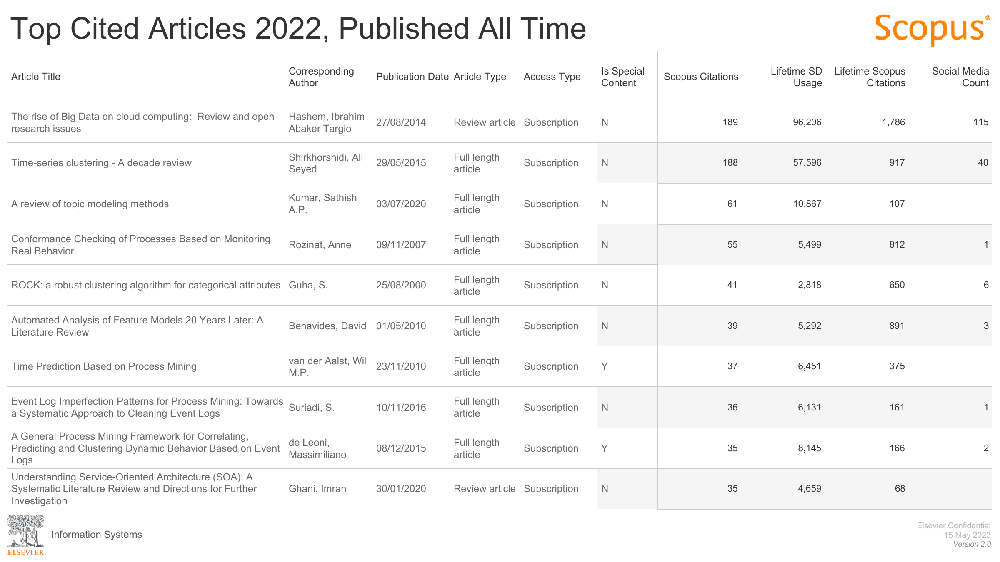 Top Cited Articles 2022, Published All Time
Scopus®
Article Title
Corresponding
Author
Publication Date
Article Type
Access Type
Is Special
Content
Scopus Citations
Lifetime SD
Usage
Lifetime Scopus
Citations
Social Media
Count
The rise of Big Data on cloud computing:  Review and open
research issues
Hashem, Ibrahim
Abaker Targio
27/08/2014
Review article
Subscription
N
189
96,206
1,786
115
Time-series clustering - A decade review
Shirkhorshidi, Ali
Seyed
29/05/2015
Full length
article
Subscription
N
188
57,596
917
40
A review of topic modeling methods
Kumar, Sathish
A.P.
03/07/2020
Full length
article
Subscription
N
61
10,867
107
Conformance Checking of Processes Based on Monitoring
Real Behavior
Rozinat, Anne
09/11/2007
Full length
article
Subscription
N
55
5,499
812
1
ROCK: a robust clustering algorithm for categorical attributes
Guha, S.
25/08/2000
Full length
article
Subscription
N
41
2,818
650
6
Automated Analysis of Feature Models 20 Years Later: A
Literature Review
Benavides, David
01/05/2010
Full length
article
Subscription
N
39
5,292
891
3
Time Prediction Based on Process Mining
van der Aalst, Wil
M.P.
23/11/2010
Full length
article
Subscription
Y
37
6,451
375
Event Log Imperfection Patterns for Process Mining: Towards
a Systematic Approach to Cleaning Event Logs
Suriadi, S.
10/11/2016
Full length
article
Subscription
N
36
6,131
161
1
A General Process Mining Framework for Correlating,
Predicting and Clustering Dynamic Behavior Based on Event
Logs
de Leoni,
Massimiliano
08/12/2015
Full length
article
Subscription
Y
35
8,145
166
2
Understanding Service-Oriented Architecture (SOA): A
Systematic Literature Review and Directions for Further
Investigation
Ghani, Imran
30/01/2020
Review article
Subscription
N
35
4,659
68
ELSEVIER
Information Systems
Elsevier Confidential
15 May 2023
Version 2.0